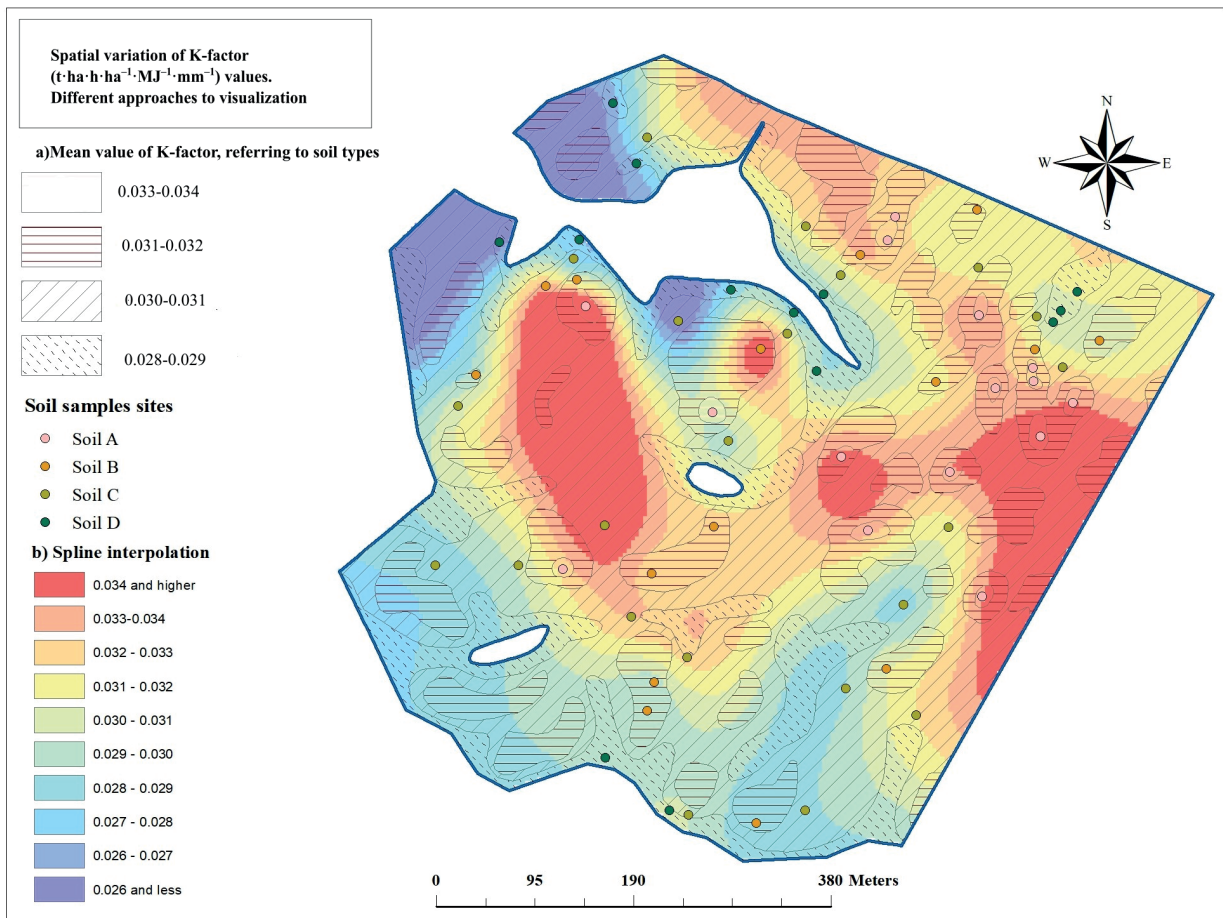 Spatial variation of K-factor
(t·ha·h·ha⁻¹·MJ⁻¹·mm⁻¹) values.
Different approaches to visualization
a)Mean value of K-factor, referring to soil types
0.033-0.034
0.031-0.032
0.030-0.031
0.028-0.029
Soil samples sites
Soil A
Soil B
Soil C
Soil D
b) Spline interpolation
0.034 and higher
0.033-0.034
0.032 - 0.033
0.031 - 0.032
0.030 - 0.031
0.029 - 0.030
0.028 - 0.029
0.027 - 0.028
0.026 - 0.027
0.026 and less
N
W E
S
0 95 190 380 Meters